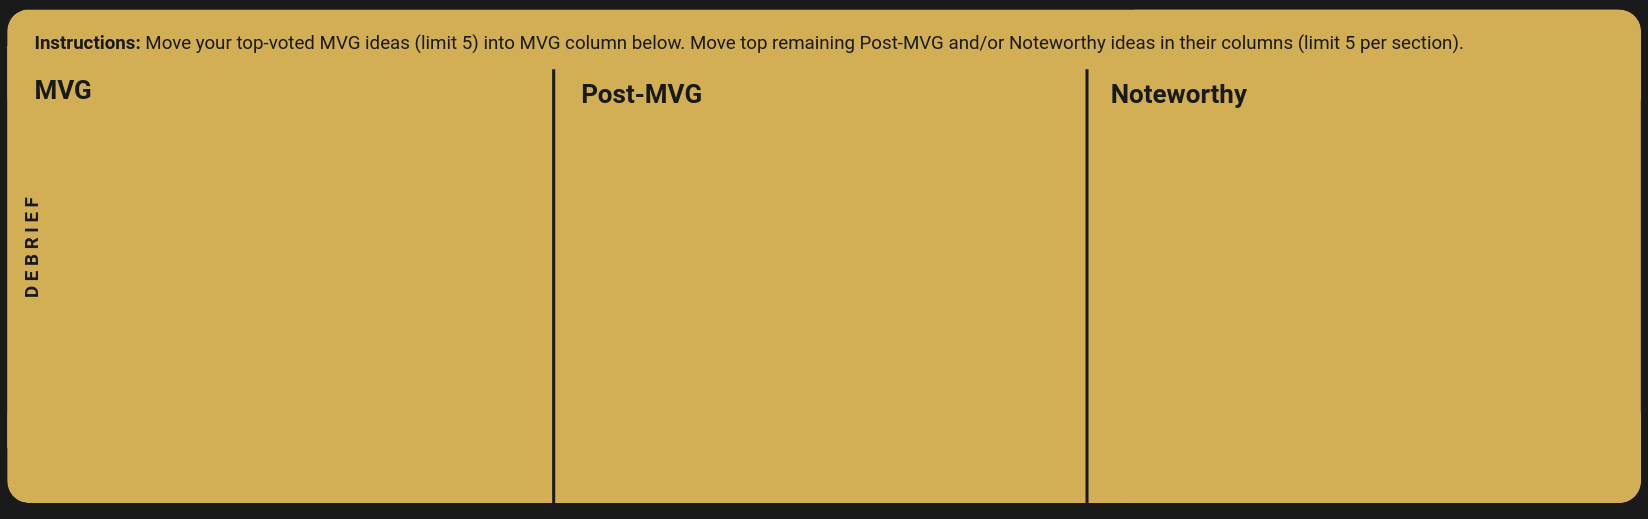 Instructions: Move your top-voted MVG ideas (limit 5) into MVG column below. Move top remaining Post-MVG and/or Noteworthy ideas in their columns (limit 5 per section).
MVG
Post-MVG
Noteworthy
DEBRIEF